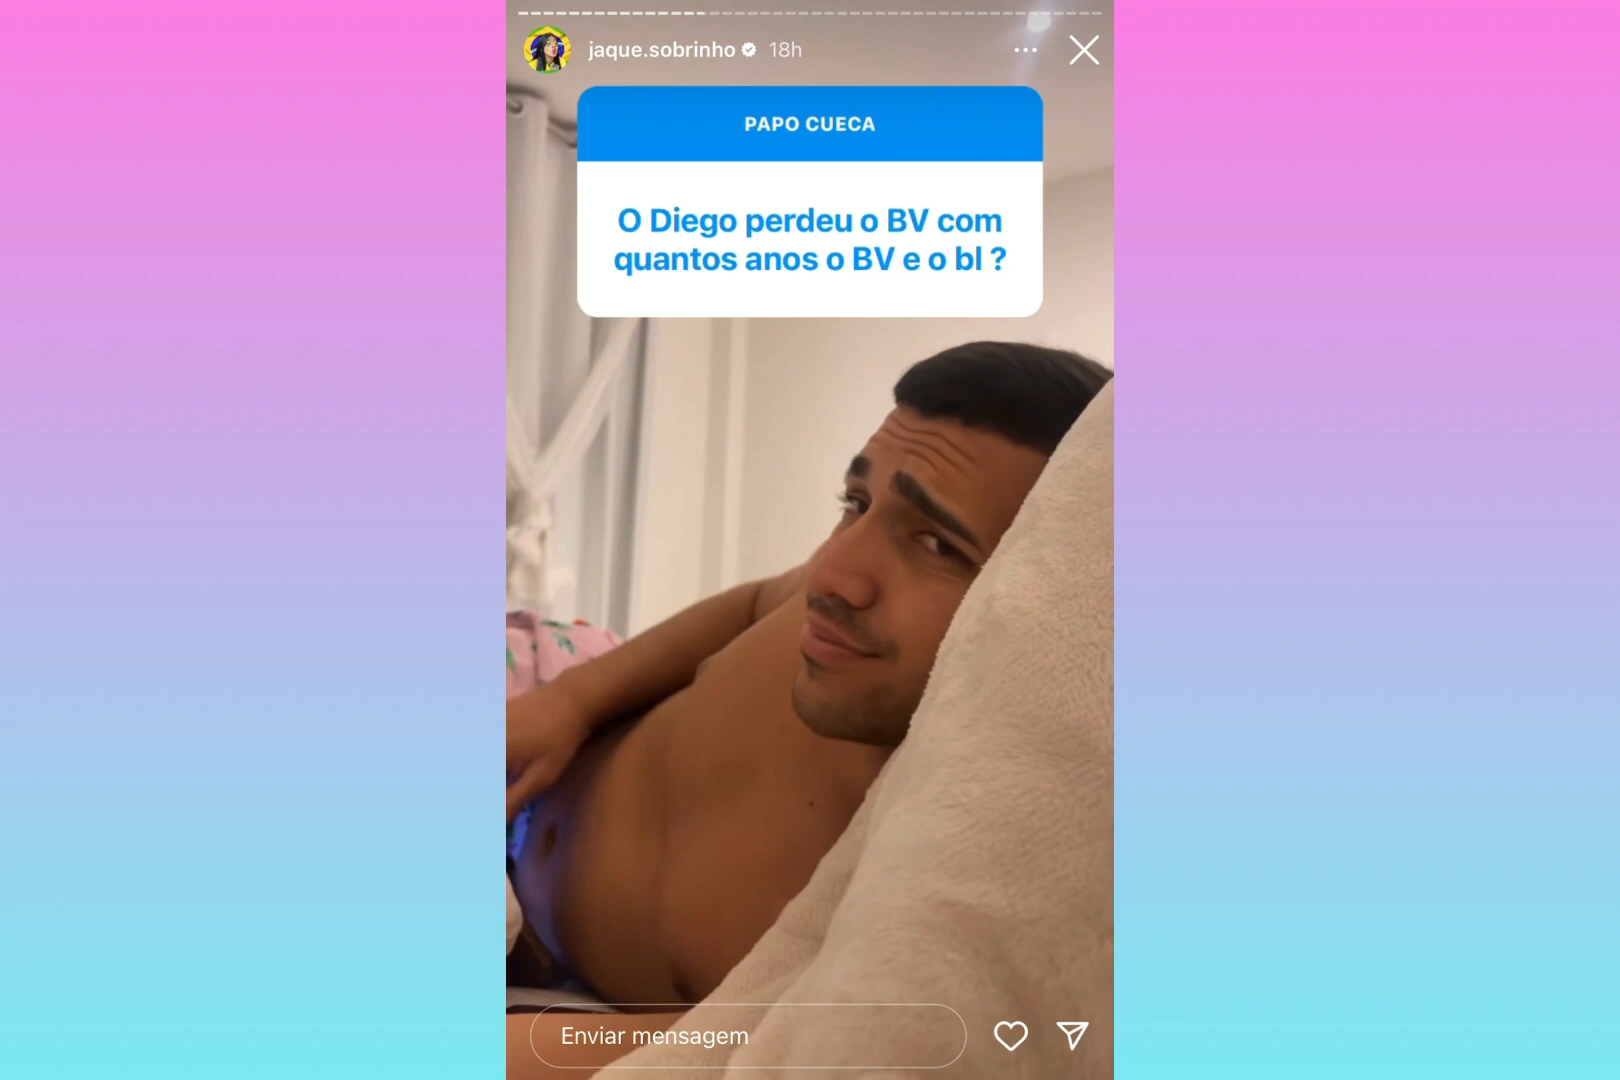 jaque.sobrinho 18h
PAPO CUECA
O Diego perdeu o BV com
quantos anos o BV e o bl ?
Enviar mensagem